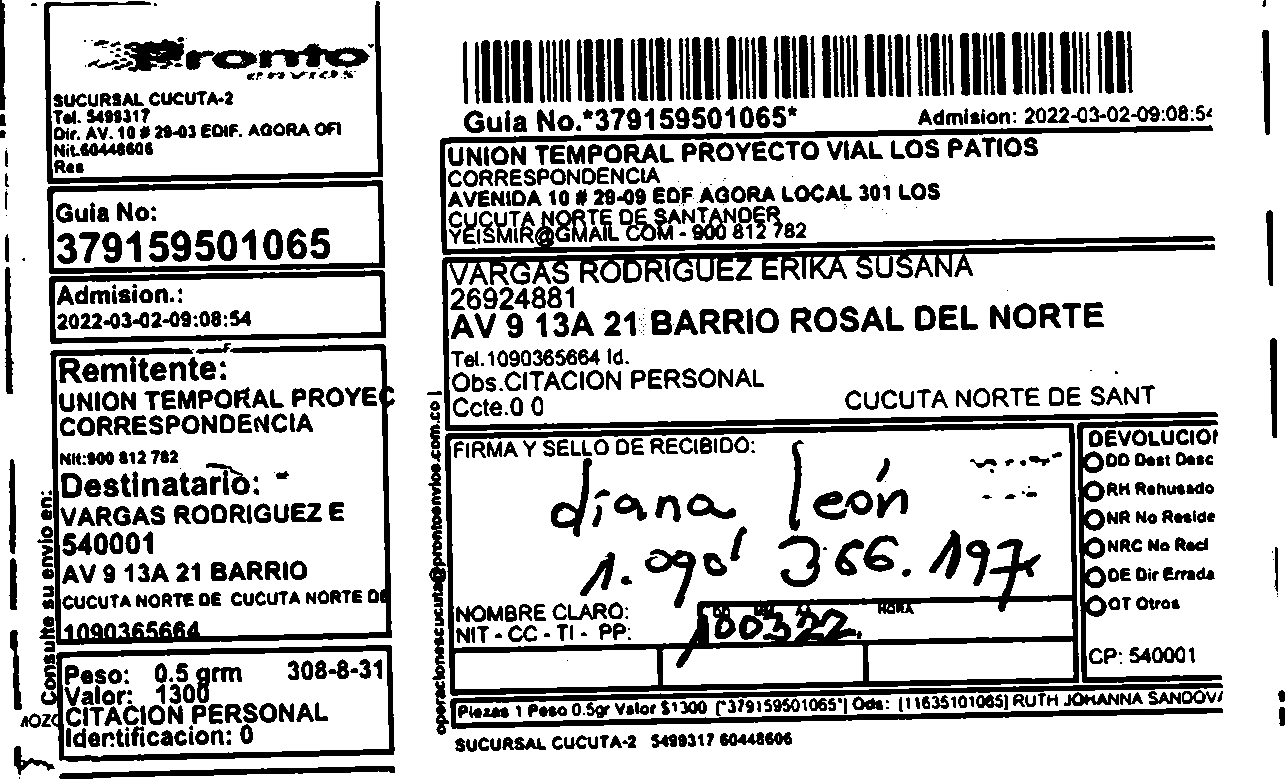 Pronto
envios
SUCURSAL CUCUTA-2
Tel. 5499317
Dir. AV. 10 # 29-03 EDIF. AGORA OFI
Nit.60448606
Res
Guia No:
379159501065
Admision.:
2022-03-02-09:08:54
Remitente:
UNION TEMPORAL PROYEC
CORRESPONDENCIA
Nit:900 812 782
Destinatario:
VARGAS RODRIGUEZ E
540001
AV 9 13A 21 BARRIO
CUCUTA NORTE DE CUCUTA NORTE DE
1090365664
Peso: 0.5 grm 308-8-31
Valor: 1300
CITACION PERSONAL
Identificacion: 0
Consulte su envio en:
operacionescucuta@prontoenvios.com.co
Guia No.*379159501065* Admision: 2022-03-02-09:08:54
UNION TEMPORAL PROYECTO VIAL LOS PATIOS
CORRESPONDENCIA
AVENIDA 10 # 29-09 EDF AGORA LOCAL 301 LOS
CUCUTA NORTE DE SANTANDER
YEISMIR@GMAIL COM - 900 812 782
VARGAS RODRIGUEZ ERIKA SUSANA
26924881
AV 9 13A 21 BARRIO ROSAL DEL NORTE
Tel.1090365664 Id.
Obs.CITACION PERSONAL
Ccte.0 0 CUCUTA NORTE DE SANT
FIRMA Y SELLO DE RECIBIDO:
diana león
1.090 366.197
NOMBRE CLARO:
NIT - CC - TI - PP:
DD MM AA HORA
100322
DEVOLUCION
DD Dest Desc
RH Rehusado
NR No Reside
NRC No Recl
DE Dir Errada
OT Otros
CP: 540001
Piezas 1 Peso 0.5gr Valor $1300 [*379159501065*] Ods: [11635101065] RUTH JOHANNA SANDOVA
SUCURSAL CUCUTA-2 5499317 60448606